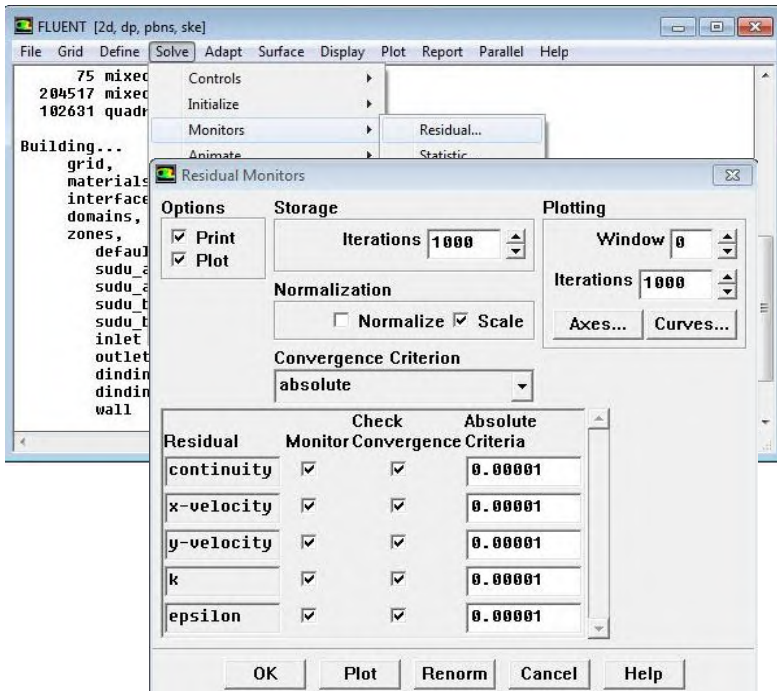 FLUENT [2d, dp, pbns, ske]
File Grid Define Solve Adapt Surface Display Plot Report Parallel Help
75 mixed
204517 mixed
102631 quadr
Building...
grid,
materials
interface
domains,
zones,
defaul
sudu_a
sudu_a
sudu_b
sudu_b
inlet
outlet
dindin
dindin
wall
Controls
Initialize
Monitors
Animate
Residual...
Statistic
Residual Monitors
Options
Print
Plot
Storage
Iterations 1000
Normalization
Normalize Scale
Convergence Criterion
absolute
Plotting
Window 0
Iterations 1000
Axes... Curves...
Check Absolute
Residual Monitor Convergence Criteria
continuity 0.00001
x-velocity 0.00001
y-velocity 0.00001
k 0.00001
epsilon 0.00001
OK Plot Renorm Cancel Help